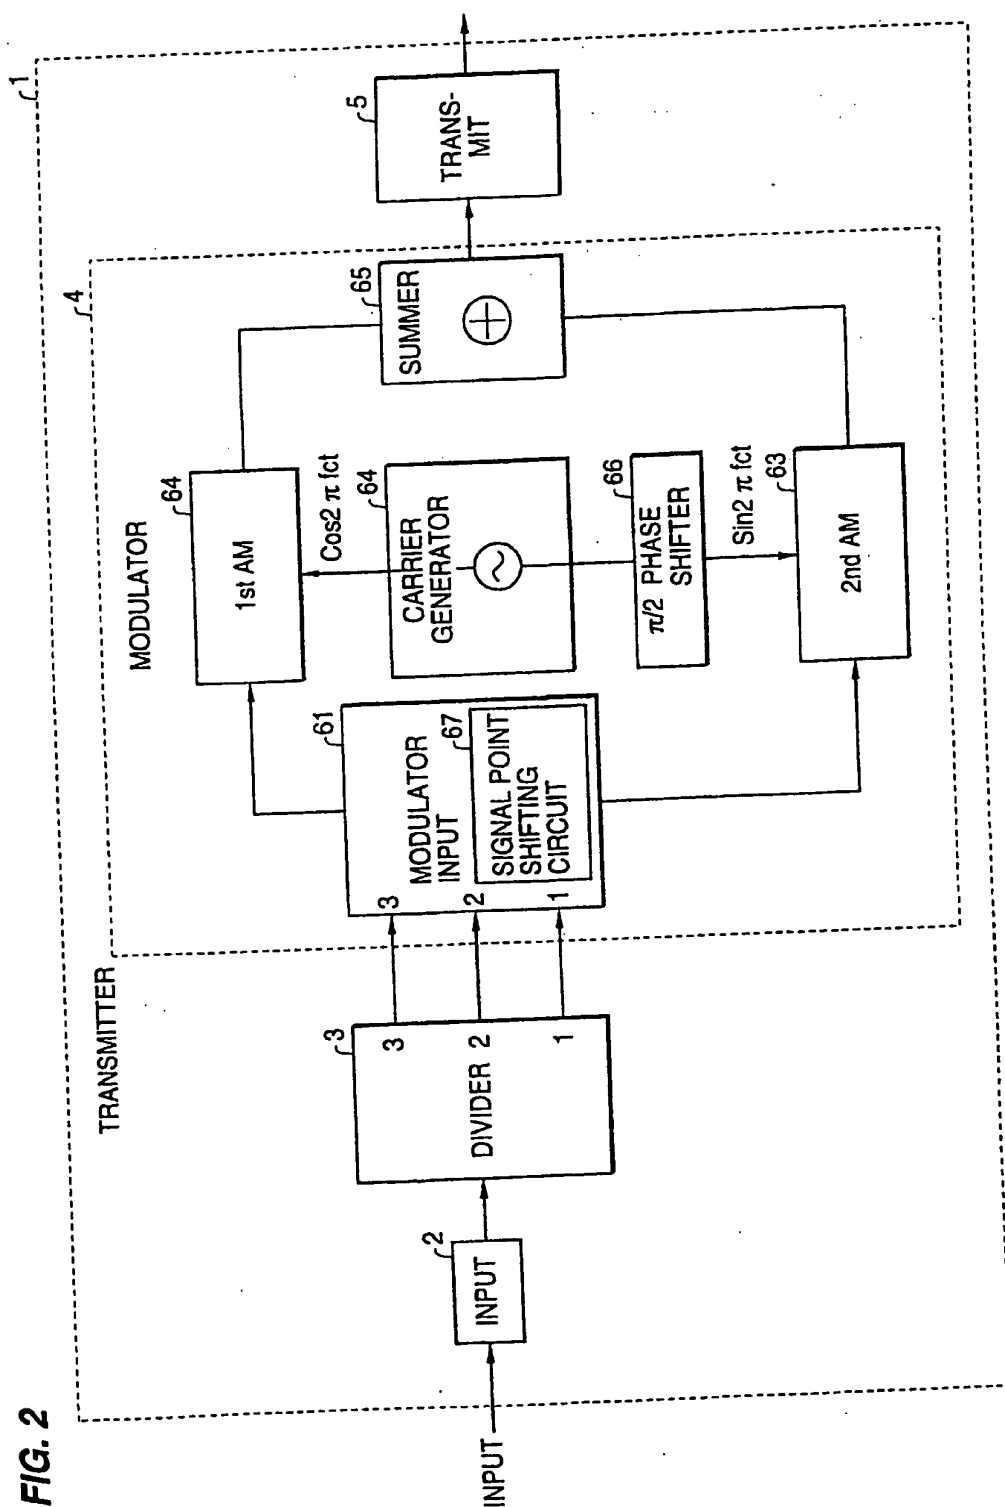 FIG. 2
1
TRANSMITTER
4
MODULATOR
INPUT
2
INPUT
3
3
DIVIDER 2
1
61
3
MODULATOR
INPUT
2
67
SIGNAL POINT
SHIFTING
CIRCUIT
1
64
1st AM
Cos2 π fct
64
CARRIER
GENERATOR
~
66
π/2 PHASE
SHIFTER
Sin2 π fct
63
2nd AM
65
SUMMER
+
5
TRANS-
MIT